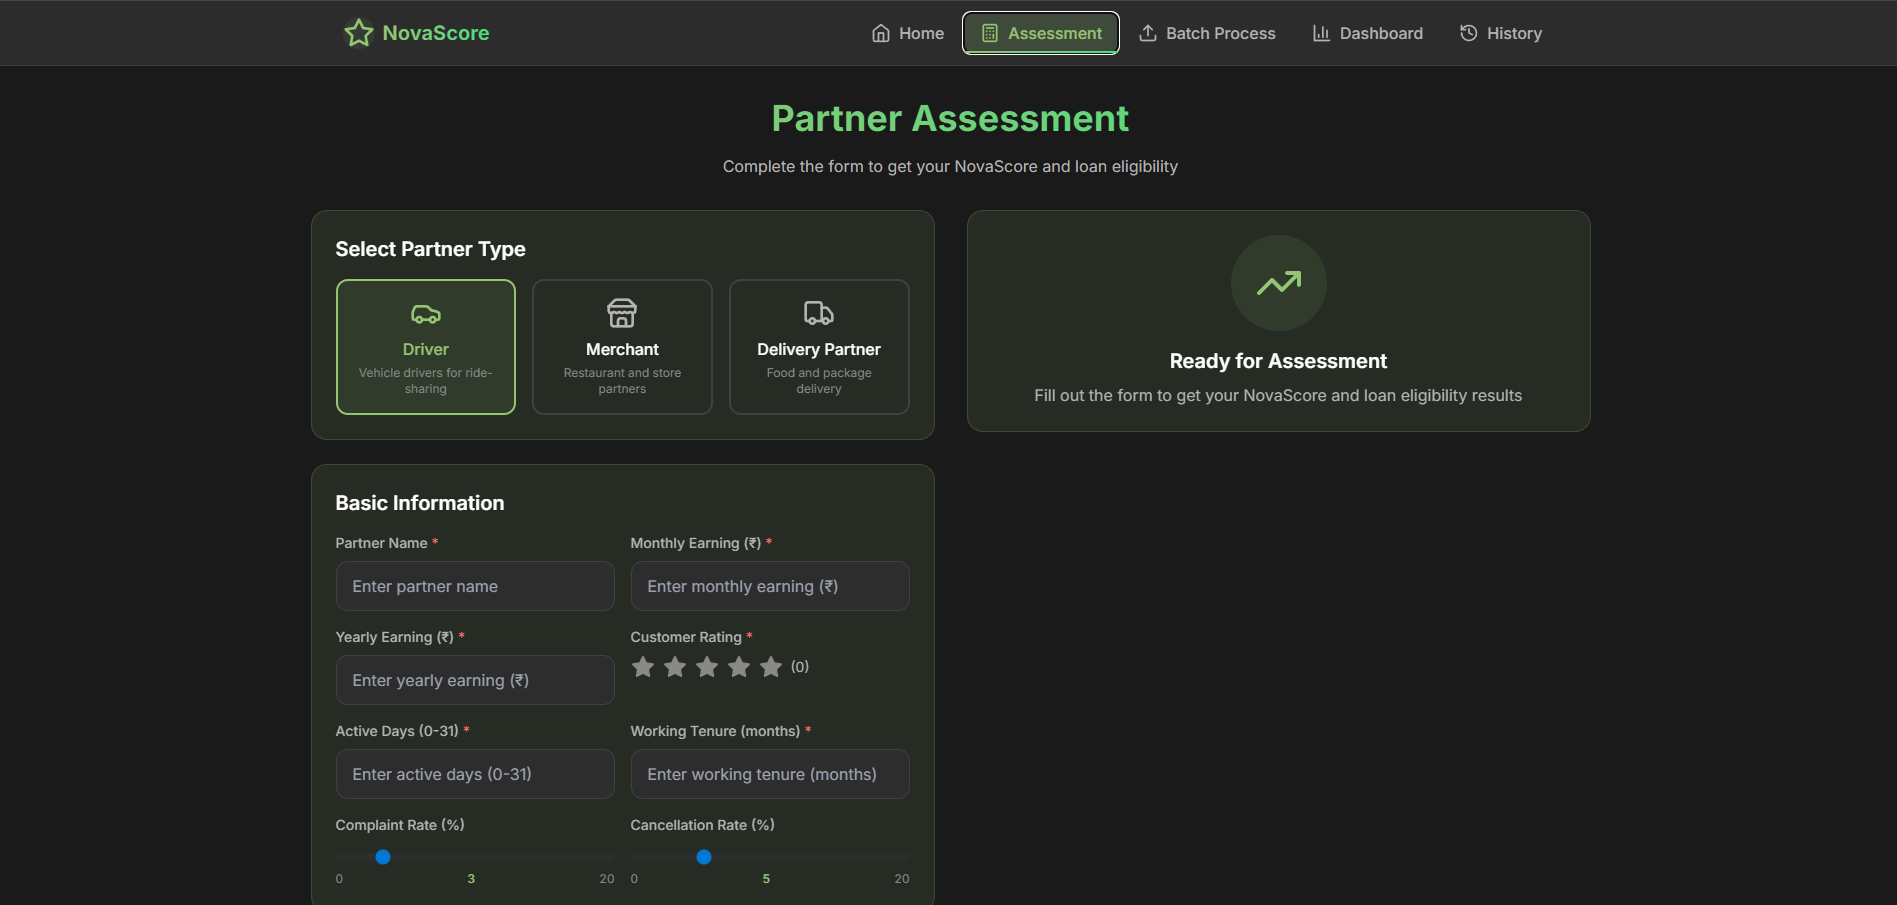 NovaScore
Home
Assessment
Batch Process
Dashboard
History
Partner Assessment
Complete the form to get your NovaScore and loan eligibility
Select Partner Type
Driver
Vehicle drivers for ride-
sharing
Merchant
Restaurant and store
partners
Delivery Partner
Food and package
delivery
Ready for Assessment
Fill out the form to get your NovaScore and loan eligibility results
Basic Information
Partner Name *
Enter partner name
Monthly Earning (₹) *
Enter monthly earning (₹)
Yearly Earning (₹) *
Enter yearly earning (₹)
Customer Rating *
(0)
Active Days (0-31) *
Enter active days (0-31)
Working Tenure (months) *
Enter working tenure (months)
Complaint Rate (%)
0 3 20
Cancellation Rate (%)
0 5 20